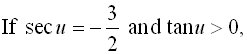 If sec u = −3/2 and tan u > 0,